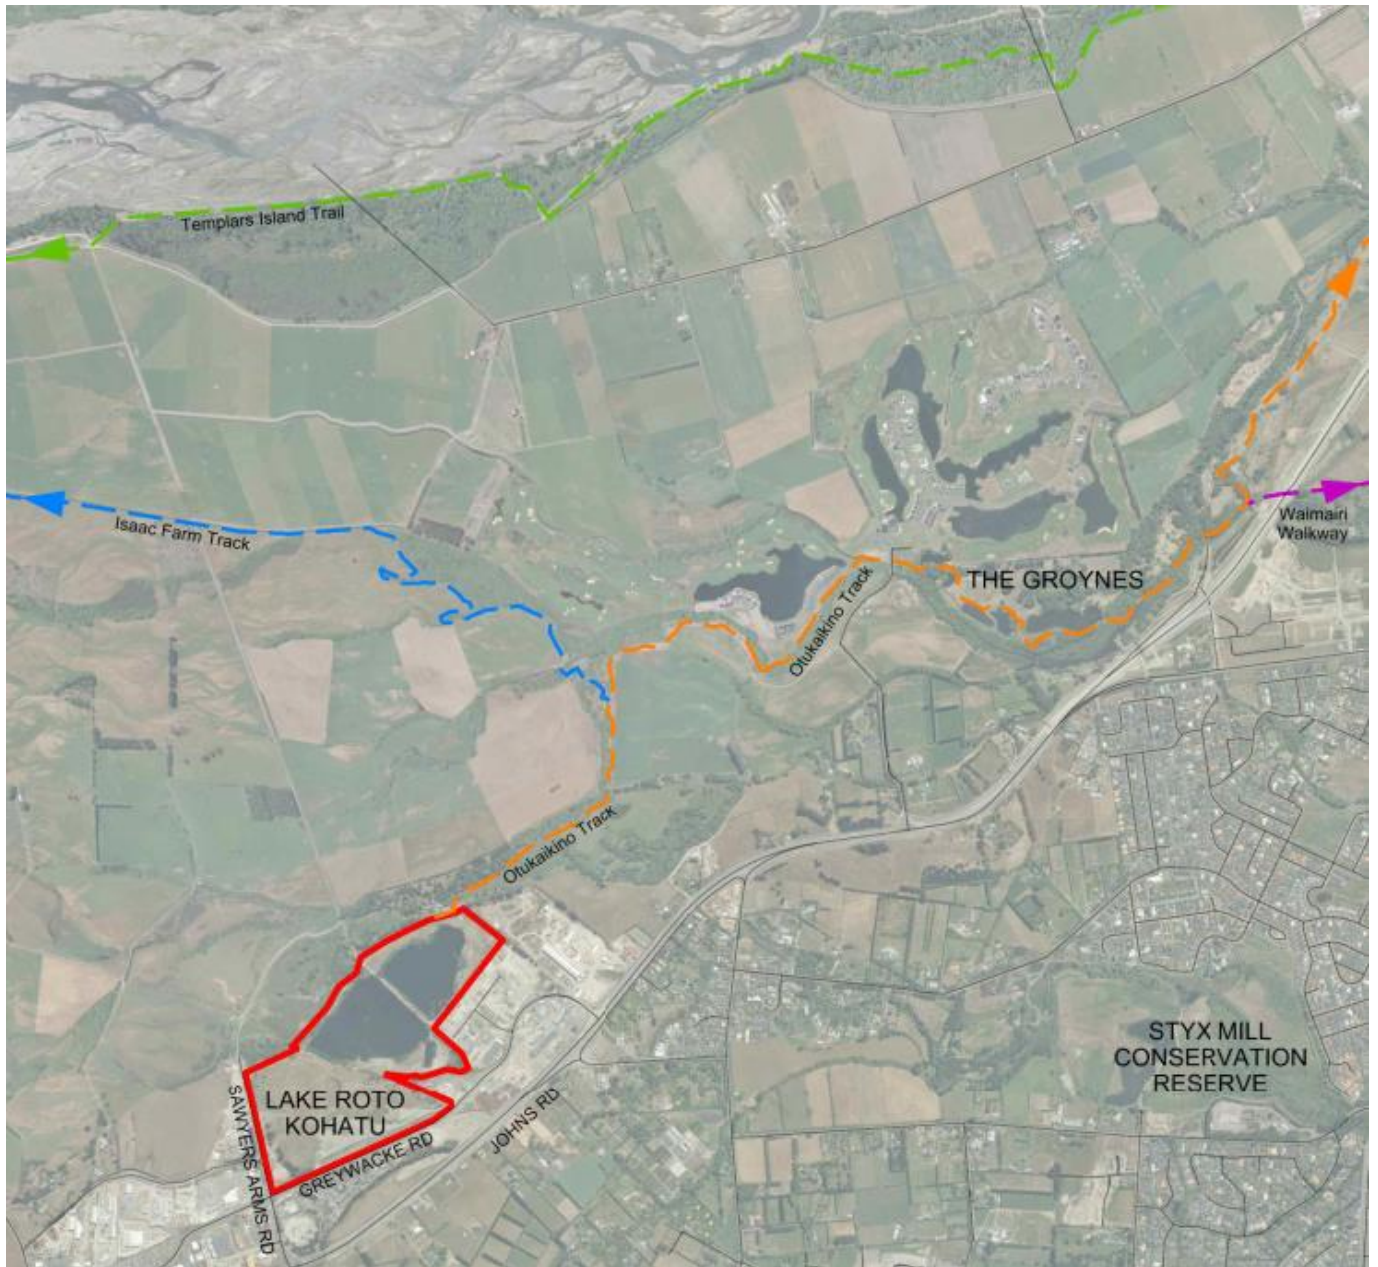 Templars Island Trail
Isaac Farm Track
Waimairi
Walkway
THE GROYNES
Otukaikino Track
Otukaikino Track
STYX MILL
CONSERVATION
RESERVE
LAKE ROTO
KOHATU
SAWYERS ARMS RD
GREYWACKE RD
JOHNS RD